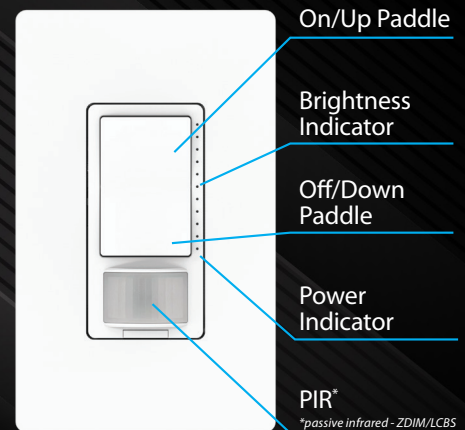 On/Up Paddle
Brightness
Indicator
Off/Down
Paddle
Power
Indicator
PIR*
*passive infrared - ZDIM/LCBS